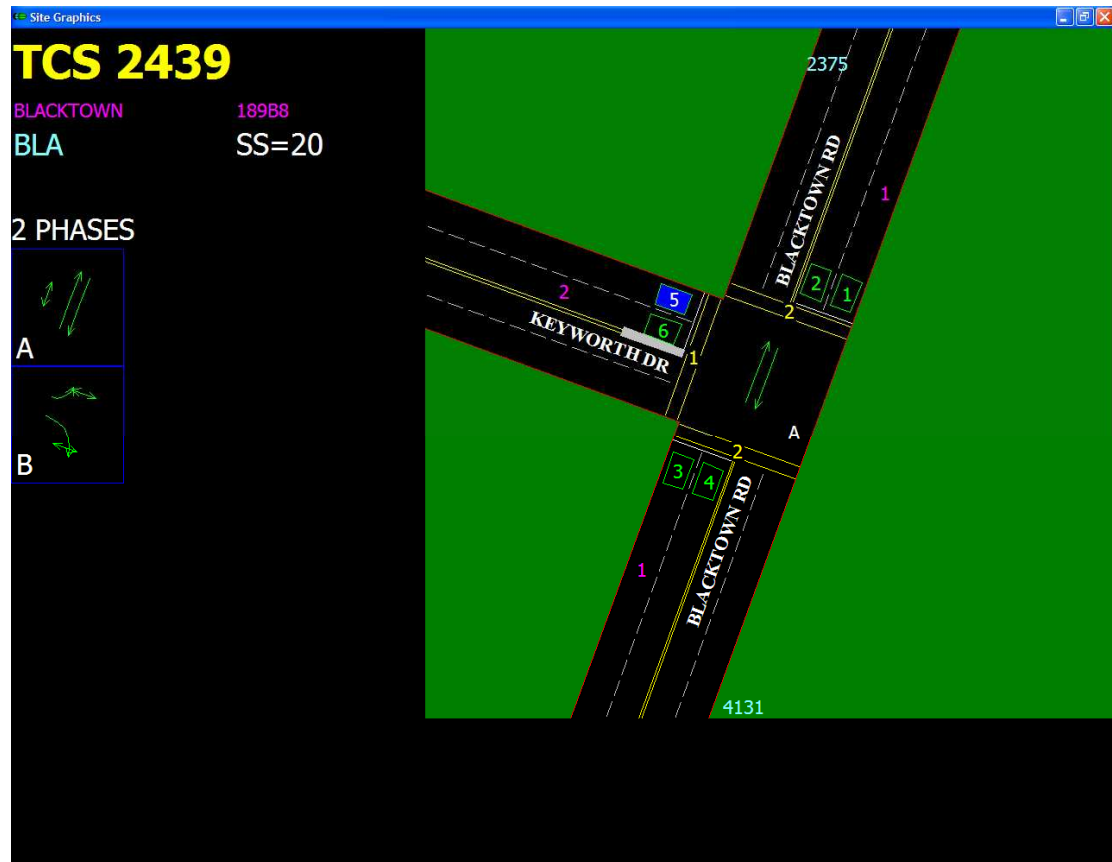 Site Graphics
TCS 2439
BLACKTOWN 189B8
BLA SS=20
2 PHASES
A
B
2375
BLACKTOWN RD
1
2 1
2
2
5
6
KEYWORTH DR
1
A
2
3 4
BLACKTOWN RD
1
4131